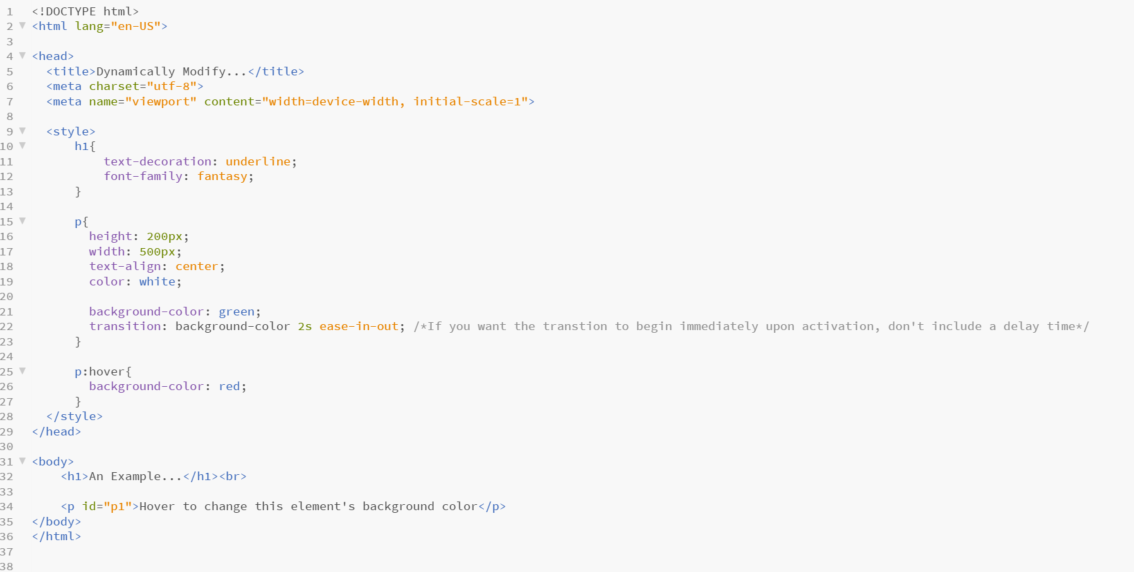 1 <!DOCTYPE html>
2 <html lang="en-US">
3
4 <head>
5 <title>Dynamically Modify...</title>
6 <meta charset="utf-8">
7 <meta name="viewport" content="width=device-width, initial-scale=1">
8
9 <style>
10 h1{
11 text-decoration: underline;
12 font-family: fantasy;
13 }
14
15 p{
16 height: 200px;
17 width: 500px;
18 text-align: center;
19 color: white;
20
21 background-color: green;
22 transition: background-color 2s ease-in-out; /*If you want the transtion to begin immediately upon activation, don't include a delay time*/
23 }
24
25 p:hover{
26 background-color: red;
27 }
28 </style>
29 </head>
30
31 <body>
32 <h1>An Example...</h1><br>
33
34 <p id="p1">Hover to change this element's background color</p>
35 </body>
36 </html>
37
38